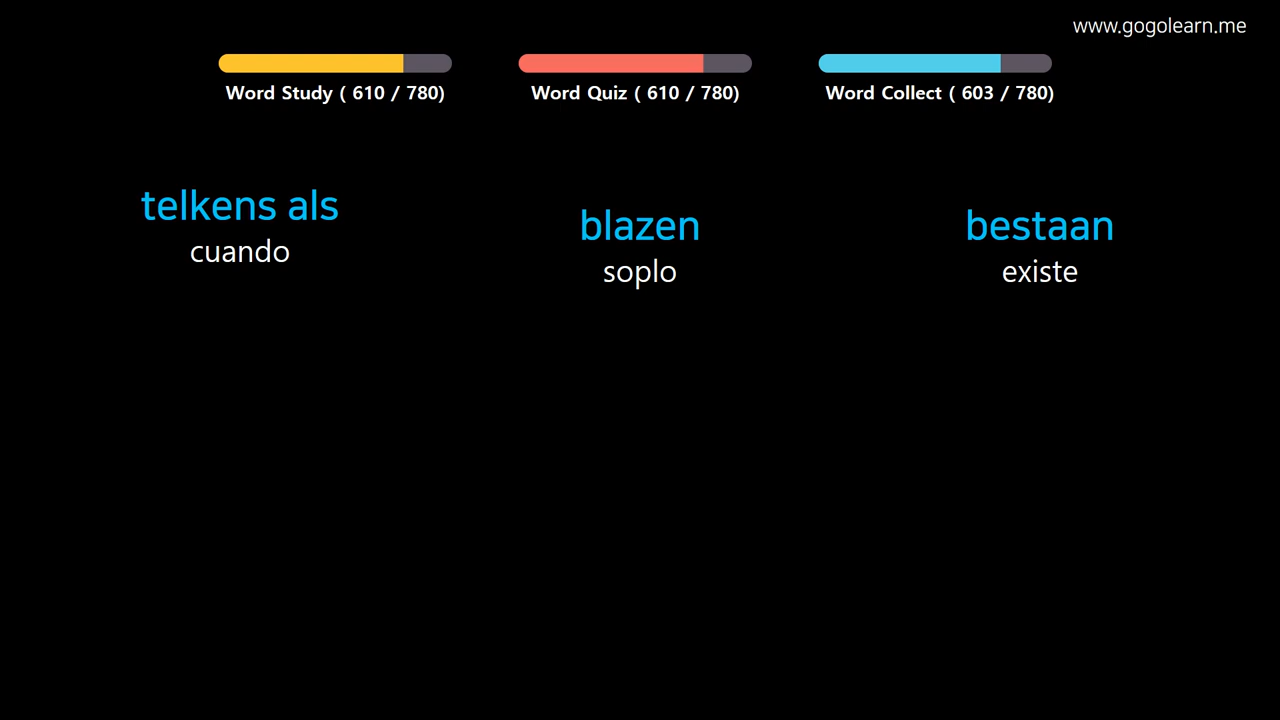 www.gogolearn.me
Word Study ( 610 / 780)
Word Quiz ( 610 / 780)
Word Collect ( 603 / 780)
telkens als
cuando
blazen
soplo
bestaan
existe